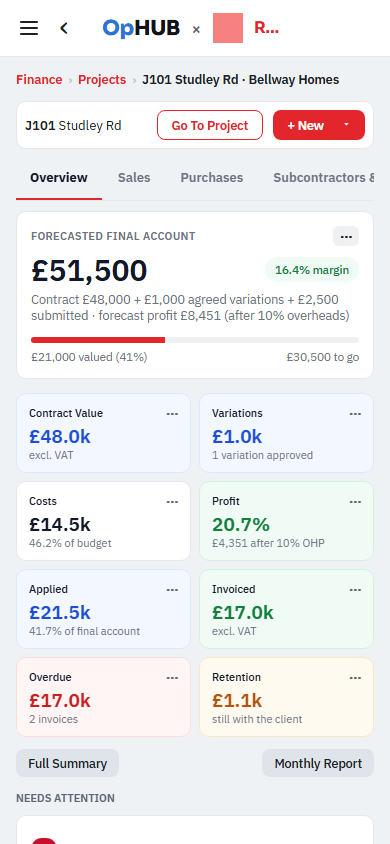 OpHUB × R...
Finance › Projects › J101 Studley Rd · Bellway Homes
J101 Studley Rd Go To Project + New
Overview Sales Purchases Subcontractors &
FORECASTED FINAL ACCOUNT
£51,500 16.4% margin
Contract £48,000 + £1,000 agreed variations + £2,500
submitted · forecast profit £8,451 (after 10% overheads)
£21,000 valued (41%) £30,500 to go
Contract Value
£48.0k
excl. VAT
Variations
£1.0k
1 variation approved
Costs
£14.5k
46.2% of budget
Profit
20.7%
£4,351 after 10% OHP
Applied
£21.5k
41.7% of final account
Invoiced
£17.0k
excl. VAT
Overdue
£17.0k
2 invoices
Retention
£1.1k
still with the client
Full Summary Monthly Report
NEEDS ATTENTION